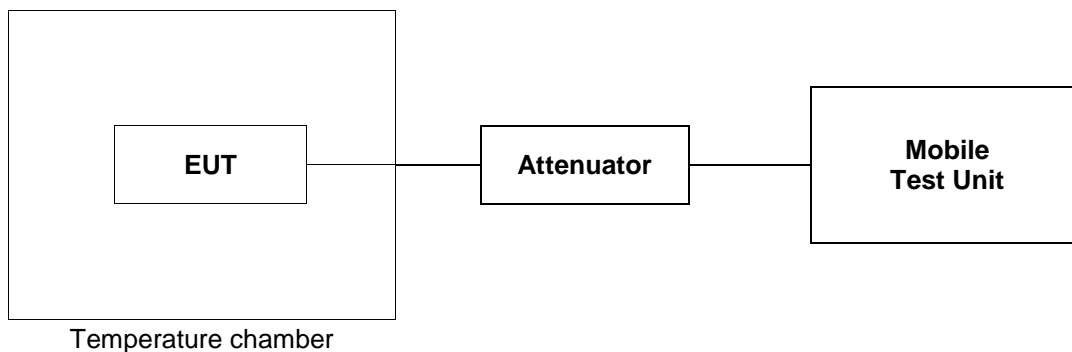 EUT
Attenuator
Mobile
Test Unit
Temperature chamber